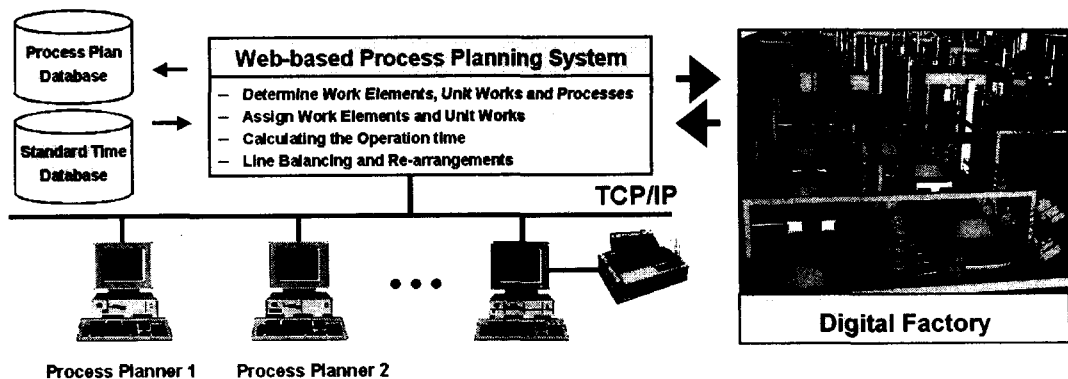 Process Plan
Database
Standard Time
Database
Web-based Process Planning System
– Determine Work Elements, Unit Works and Processes
– Assign Work Elements and Unit Works
– Calculating the Operation time
– Line Balancing and Re-arrangements
TCP/IP
Process Planner 1
Process Planner 2
Digital Factory